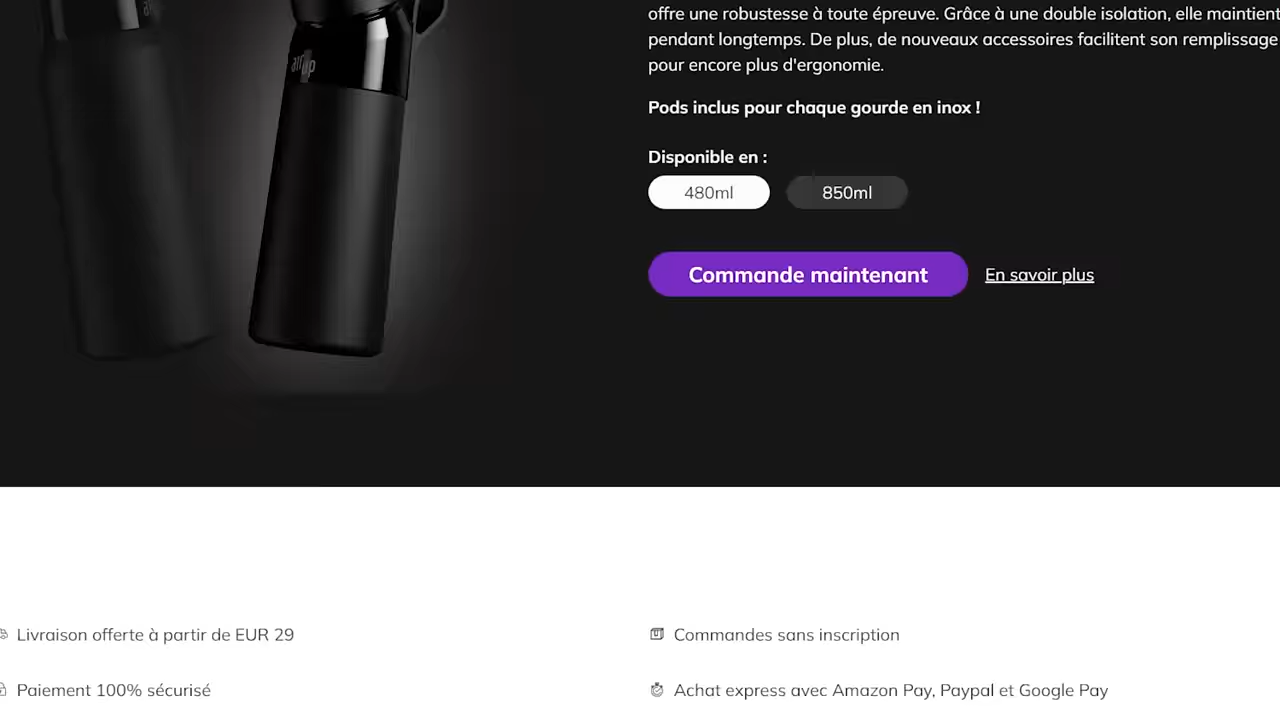 offre une robustesse à toute épreuve. Grâce à une double isolation, elle maintient
pendant longtemps. De plus, de nouveaux accessoires facilitent son remplissage
pour encore plus d'ergonomie.
Pods inclus pour chaque gourde en inox !
Disponible en :
480ml
850ml
Commande maintenant
En savoir plus
air up
Livraison offerte à partir de EUR 29
Commandes sans inscription
Paiement 100% sécurisé
Achat express avec Amazon Pay, Paypal et Google Pay